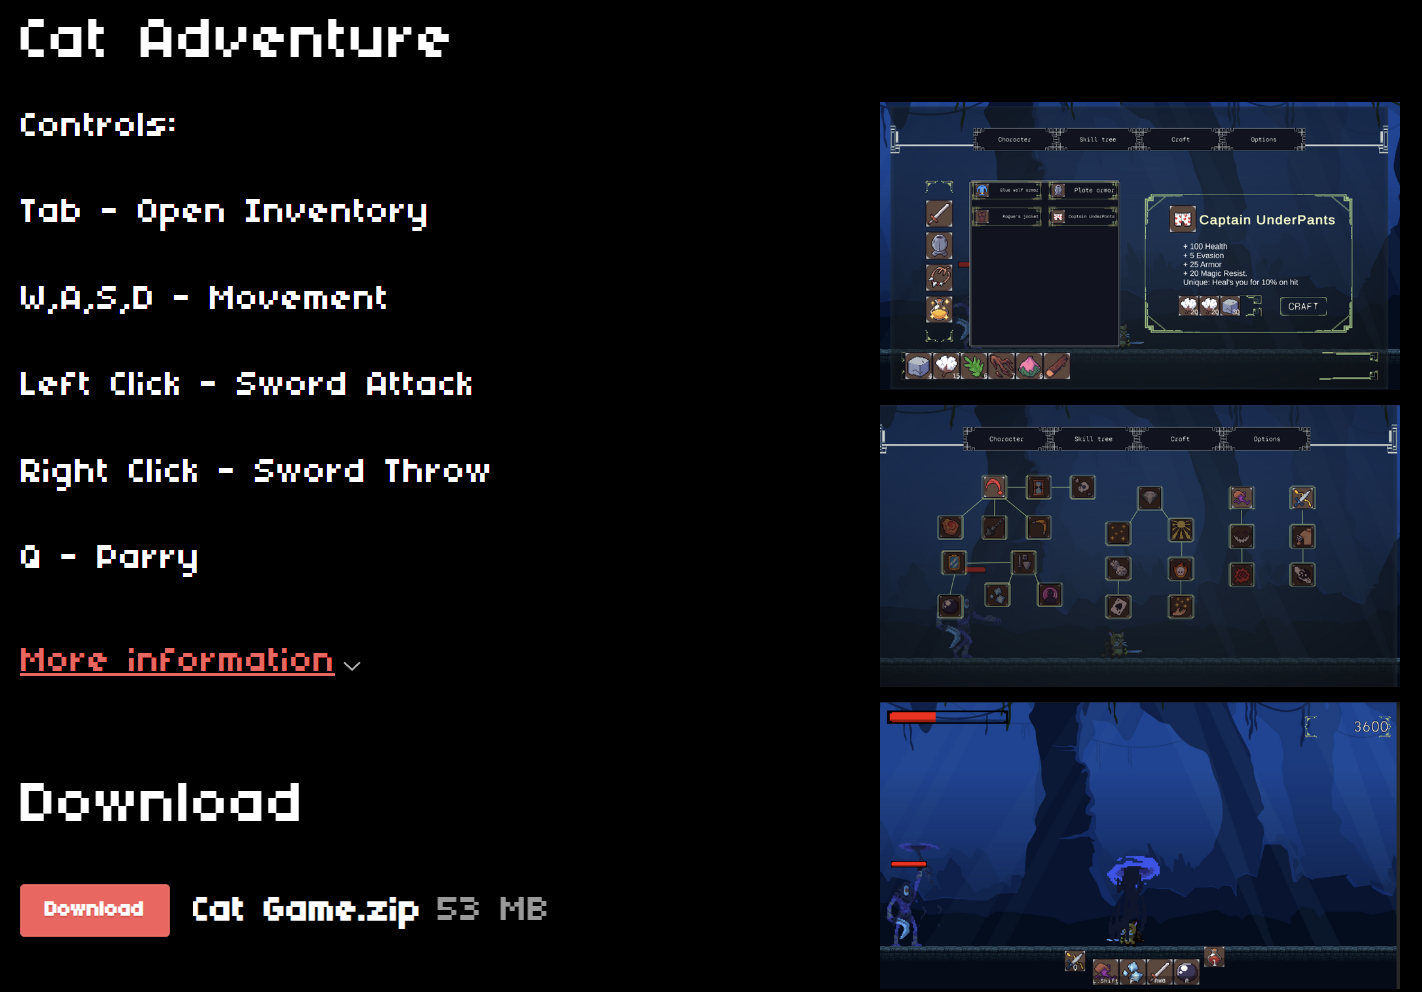 Cat Adventure
Controls:
Tab - Open Inventory
W,A,S,D - Movement
Left Click - Sword Attack
Right Click - Sword Throw
Q - Parry
More information
Download
Download Cat Game.zip 53 MB
Character Skill tree Craft Options
Blue wolf armor Plate armor
Rogue's jacket Captain UnderPants
Captain UnderPants
+ 100 Health
+ 5 Evasion
+ 25 Armor
+ 20 Magic Resist.
Unique: Heal's you for 10% on hit
CRAFT
15
Character Skill tree Craft Options
3600
Q
Shift